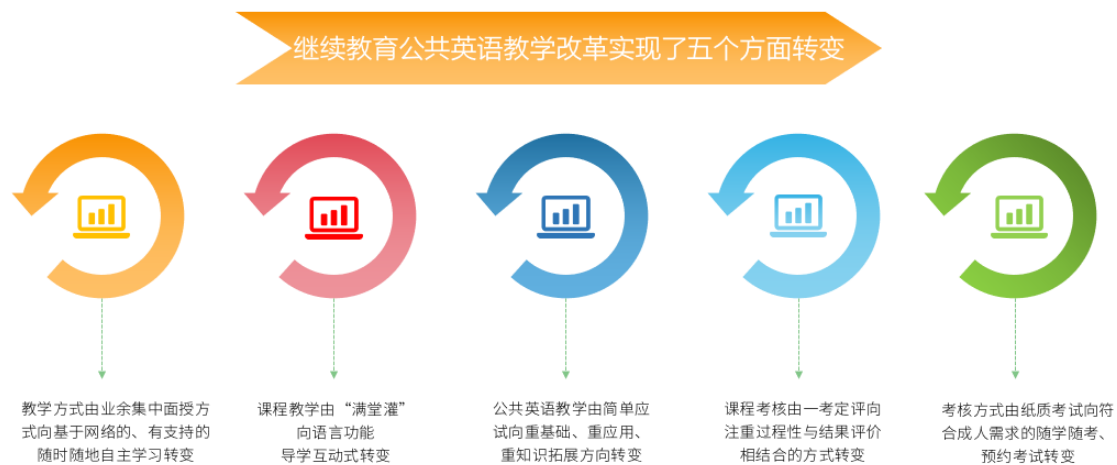 继续教育公共英语教学改革实现了五个方面转变
教学方式由业余集中面授方
式向基于网络的、有支持的
随时随地自主学习转变
课程教学由“满堂灌”
向语言功能
导学互动式转变
公共英语教学由简单应
试向重基础、重应用、
重知识拓展方向转变
课程考核由一考定评向
注重过程性与结果评价
相结合的方式转变
考核方式由纸质考试向符
合成人需求的随学随考、
预约考试转变